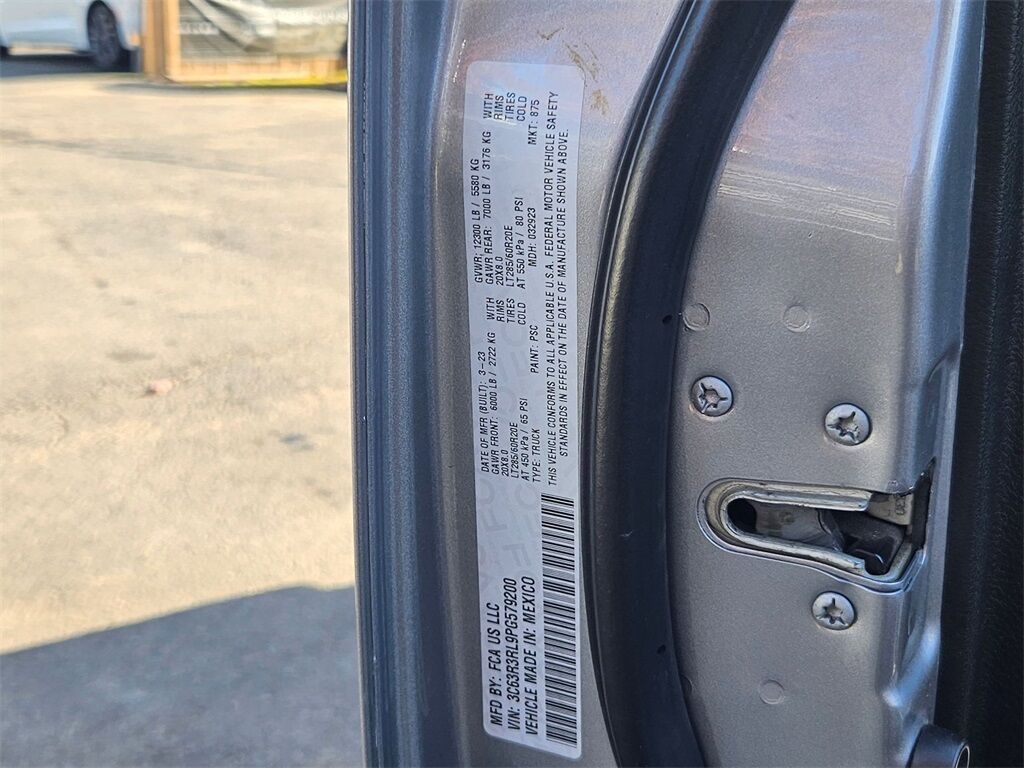 MFD BY: FCA US LLC
VIN: 3C63R3RL9PG579200
VEHICLE MADE IN: MEXICO
DATE OF MFR (BUILT): 3-23 GVWR: 12300 LB / 5580 KG
GAWR FRONT: 6000 LB / 2722 KG WITH GAWR REAR: 7000 LB / 3176 KG WITH
20X8.0 RIMS 20X8.0 RIMS
LT285/60R20E TIRES LT285/60R20E TIRES
AT 450 kPa / 65 PSI COLD AT 550 kPa / 80 PSI COLD
TYPE: TRUCK PAINT: PSC MDH: 032923 MKT: 875
THIS VEHICLE CONFORMS TO ALL APPLICABLE U.S.A. FEDERAL MOTOR VEHICLE SAFETY
STANDARDS IN EFFECT ON THE DATE OF MANUFACTURE SHOWN ABOVE.